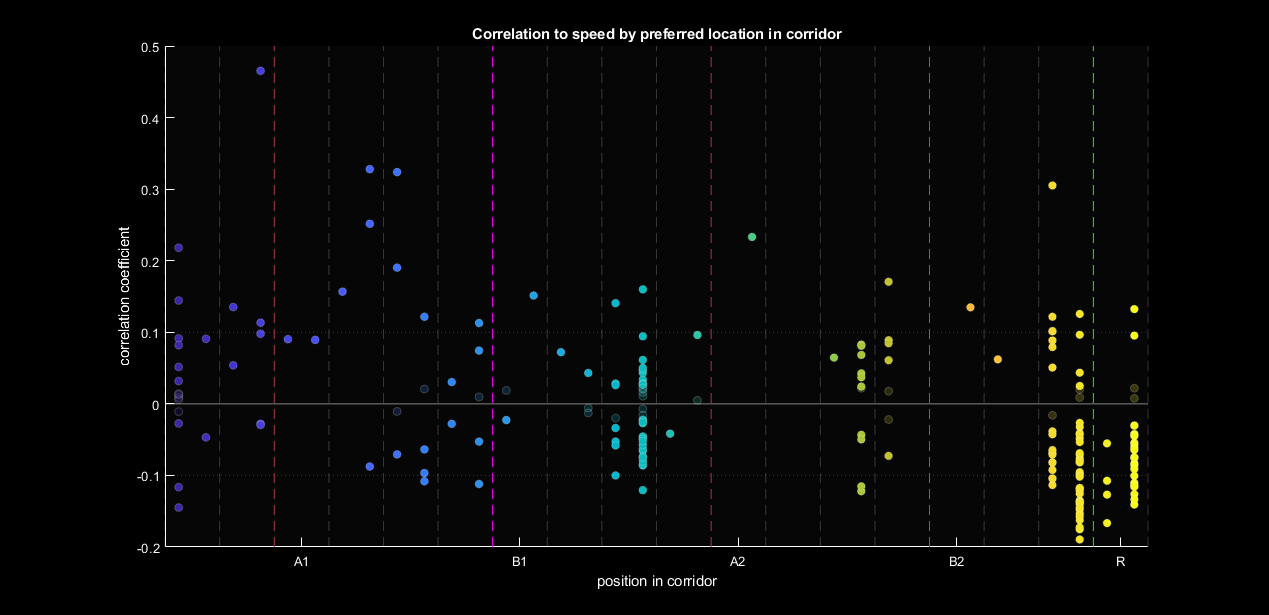 Correlation to speed by preferred location in corridor
0.5
0.4
0.3
0.2
0.1
0
-0.1
-0.2
correlation coefficient
A1 B1 A2 B2 R
position in corridor